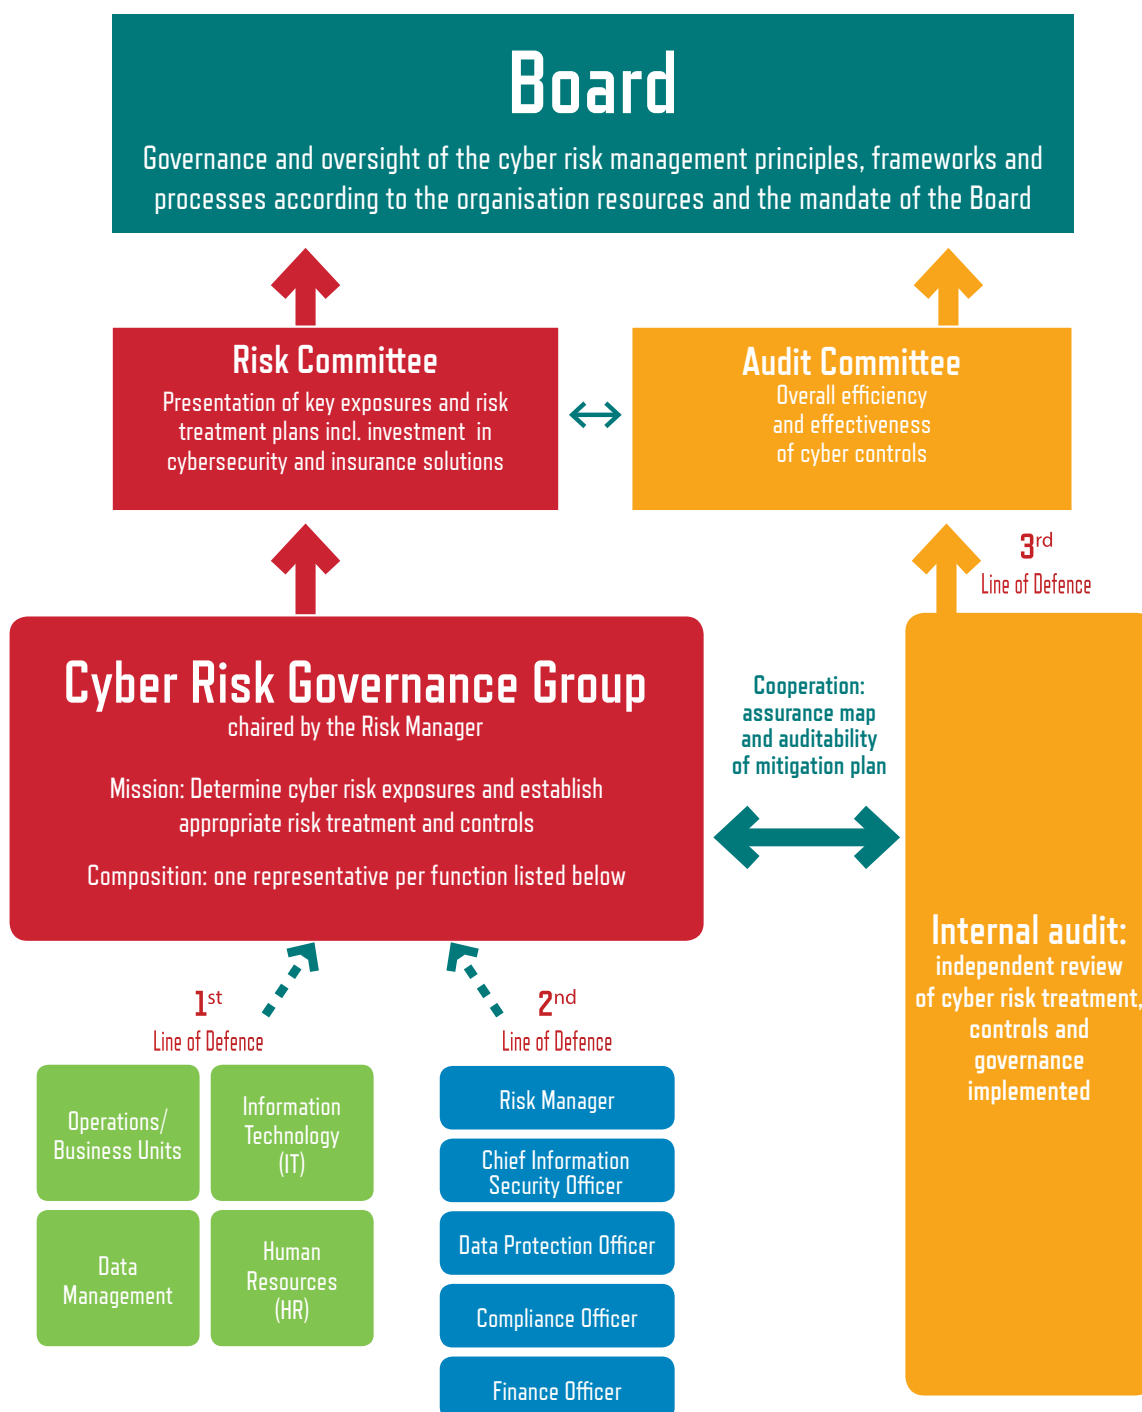 Board
Governance and oversight of the cyber risk management principles, frameworks and
processes according to the organisation resources and the mandate of the Board
Risk Committee
Presentation of key exposures and risk
treatment plans incl. investment in
cybersecurity and insurance solutions
Audit Committee
Overall efficiency
and effectiveness
of cyber controls
3rd
Line of Defence
Cyber Risk Governance Group
chaired by the Risk Manager
Mission: Determine cyber risk exposures and establish
appropriate risk treatment and controls
Composition: one representative per function listed below
Cooperation:
assurance map
and auditability
of mitigation plan
Internal audit:
independent review
of cyber risk treatment,
controls and
governance
implemented
1st
Line of Defence
Operations/
Business Units
Information
Technology
(IT)
Data
Management
Human
Resources
(HR)
2nd
Line of Defence
Risk Manager
Chief Information
Security Officer
Data Protection Officer
Compliance Officer
Finance Officer